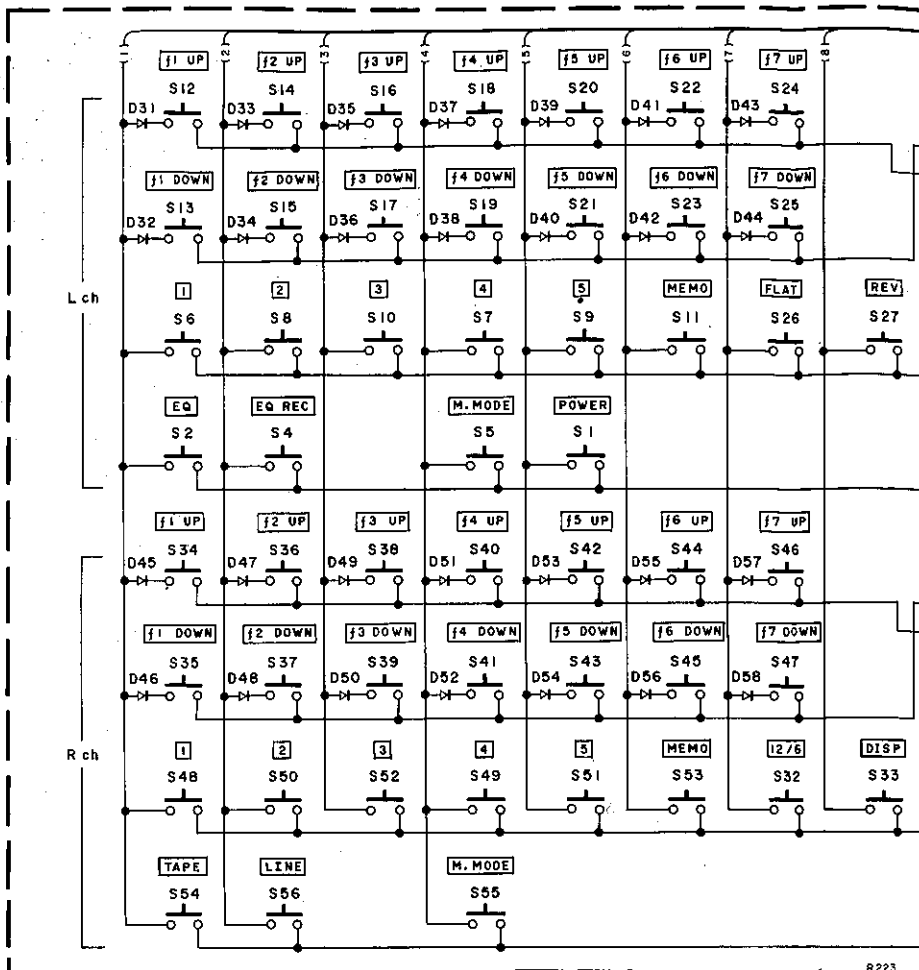 (1) (2) (3) (4) (5) (6) (7) (8)
f1 UP f2 UP f3 UP f4 UP f5 UP f6 UP f7 UP
S12 S14 S16 S18 S20 S22 S24
D31 D33 D35 D37 D39 D41 D43
f1 DOWN f2 DOWN f3 DOWN f4 DOWN f5 DOWN f6 DOWN f7 DOWN
S13 S15 S17 S19 S21 S23 S25
D32 D34 D36 D38 D40 D42 D44
L ch
1 2 3 4 5 MEMO FLAT REV
S6 S8 S10 S7 S9 S11 S26 S27
EQ EQ REC M.MODE POWER
S2 S4 S5 S1
f1 UP f2 UP f3 UP f4 UP f5 UP f6 UP f7 UP
S34 S36 S38 S40 S42 S44 S46
D45 D47 D49 D51 D53 D55 D57
f1 DOWN f2 DOWN f3 DOWN f4 DOWN f5 DOWN f6 DOWN f7 DOWN
S35 S37 S39 S41 S43 S45 S47
D46 D48 D50 D52 D54 D56 D58
R ch
1 2 3 4 5 MEMO 12/6 DISP
S48 S50 S52 S49 S51 S53 S32 S33
TAPE LINE M.MODE
S54 S56 S55
R223